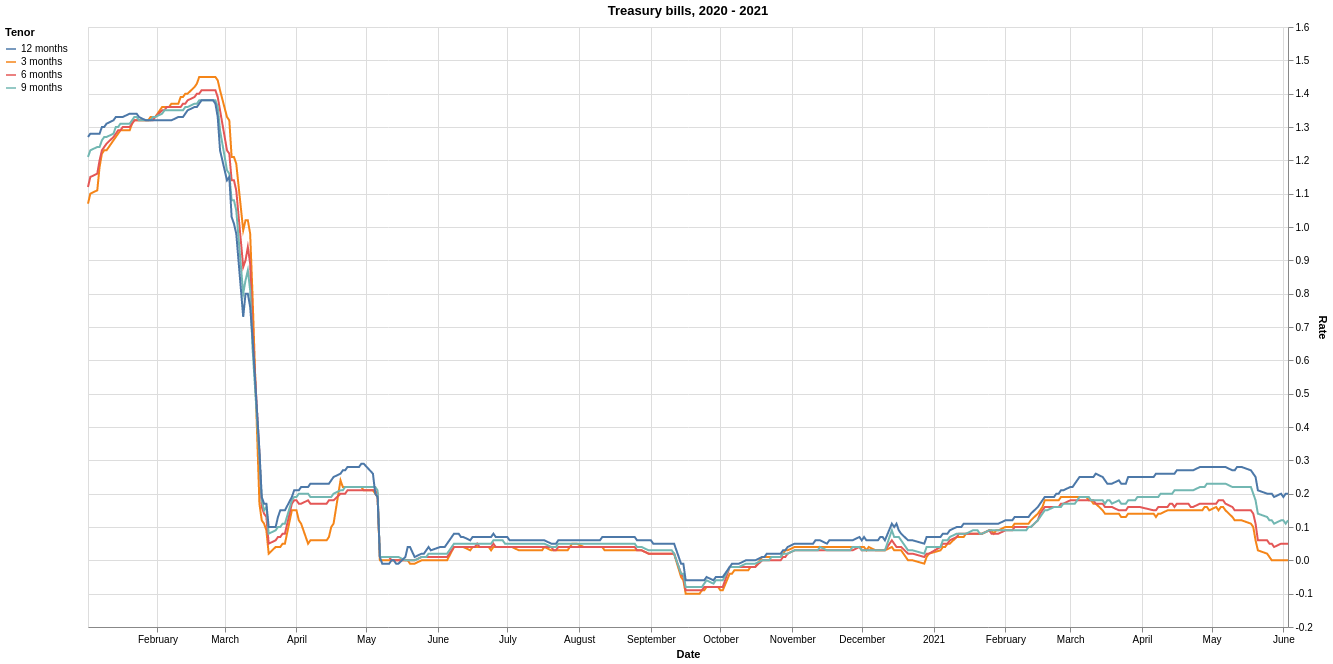 Treasury bills, 2020 - 2021
Tenor
12 months
3 months
6 months
9 months
1.6
1.5
1.4
1.3
1.2
1.1
1.0
0.9
0.8
0.7
0.6
0.5
0.4
0.3
0.2
0.1
0.0
-0.1
-0.2
Rate
February March April May June July August September October November December 2021 February March April May June
Date